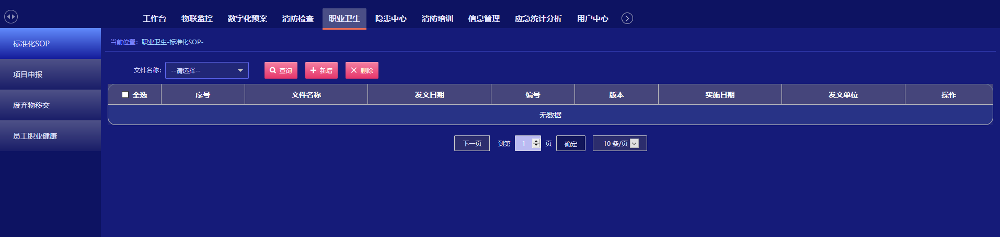 工作台 物联监控 数字化预案 消防检查 职业卫生 隐患中心 消防培训 信息管理 应急统计分析 用户中心
标准化SOP
项目申报
废弃物移交
员工职业健康
当前位置：职业卫生-标准化SOP-
文件名称： --请选择-- 查询 新增 删除
全选 序号 文件名称 发文日期 编号 版本 实施日期 发文单位 操作
无数据
下一页 到第 1 页 确定 10 条/页